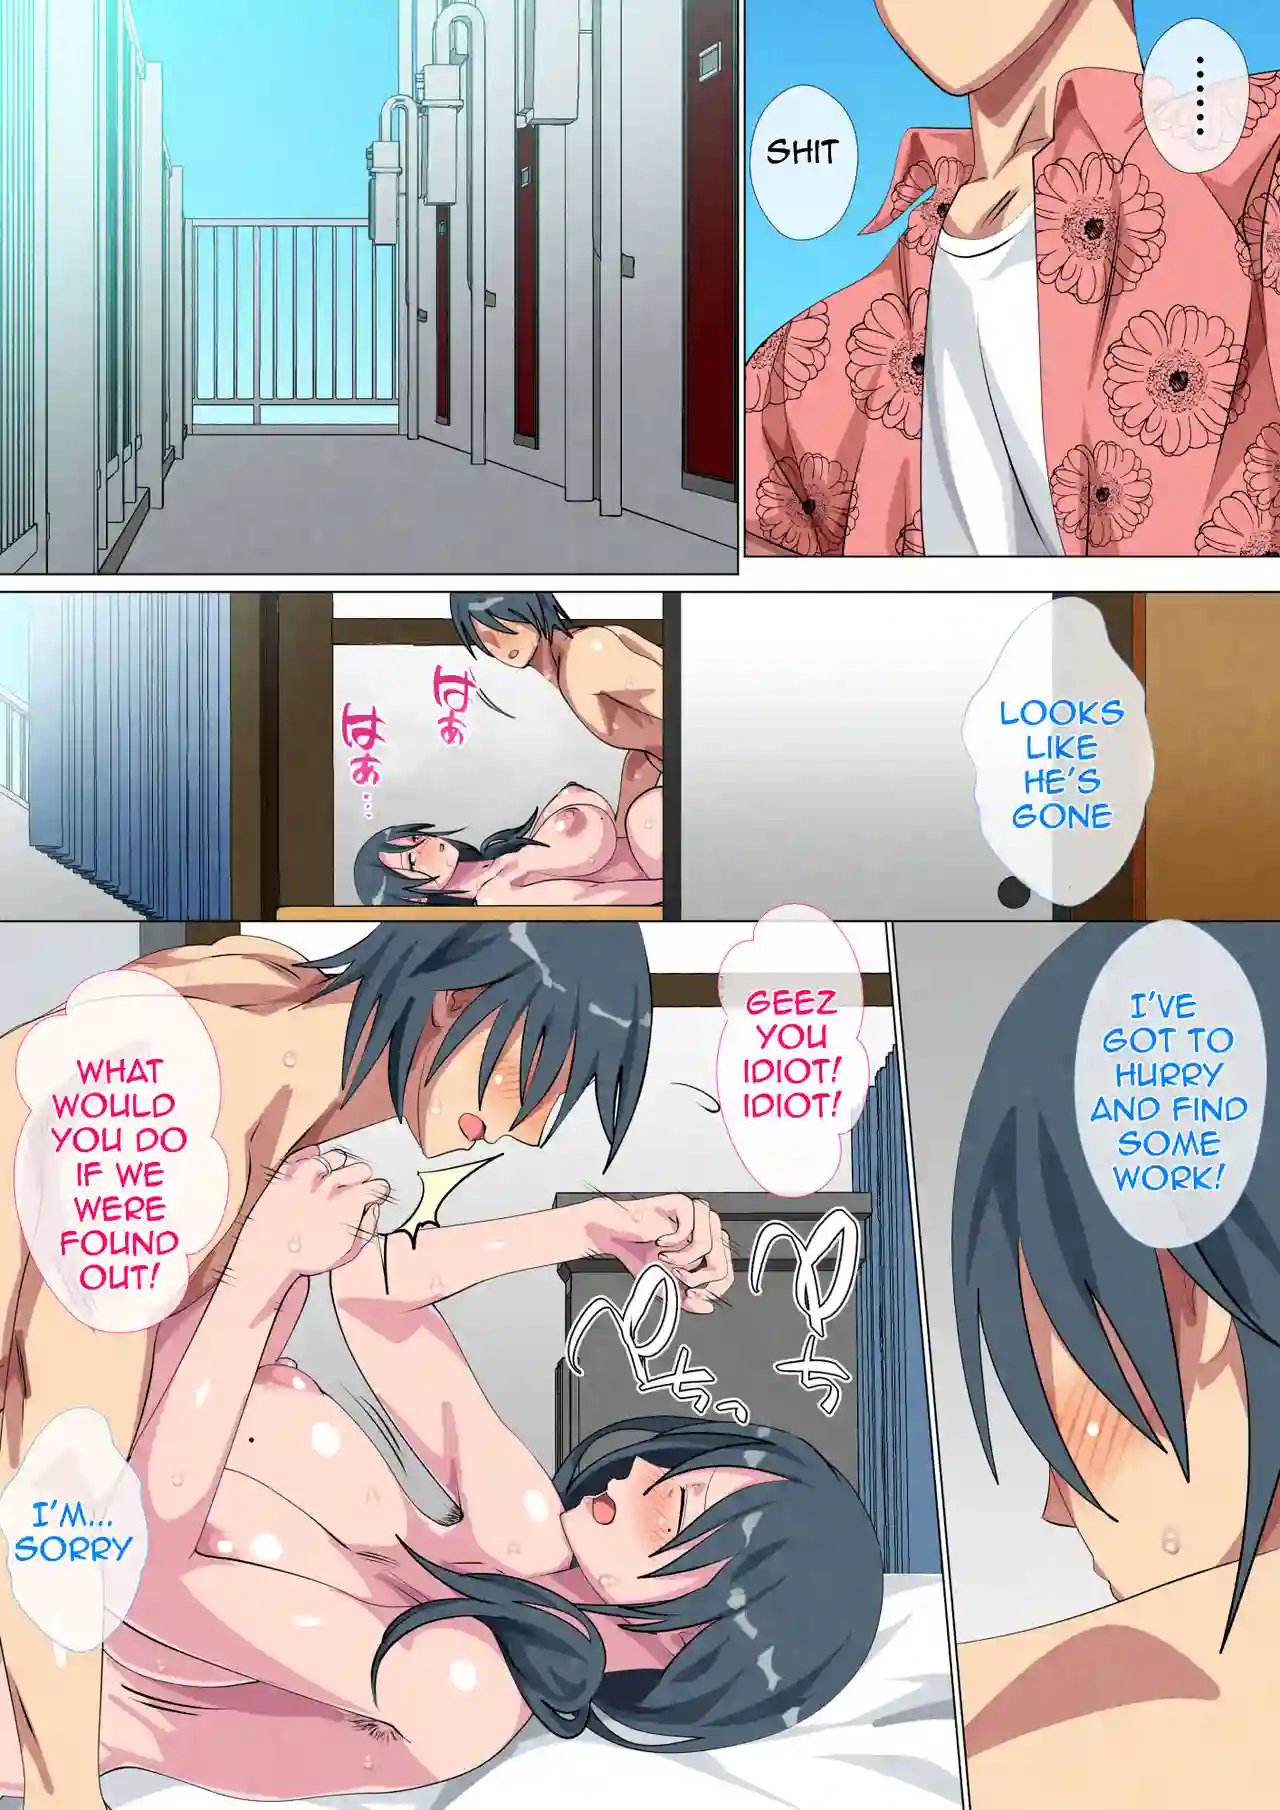 ………
SHIT
LOOKS
LIKE
HE'S
GONE
はぁ
はぁ…
I'VE
GOT TO
HURRY
AND FIND
SOME
WORK!
GEEZ
YOU
IDIOT!
IDIOT!
WHAT
WOULD
YOU DO
IF WE
WERE
FOUND
OUT!
I'M...
SORRY